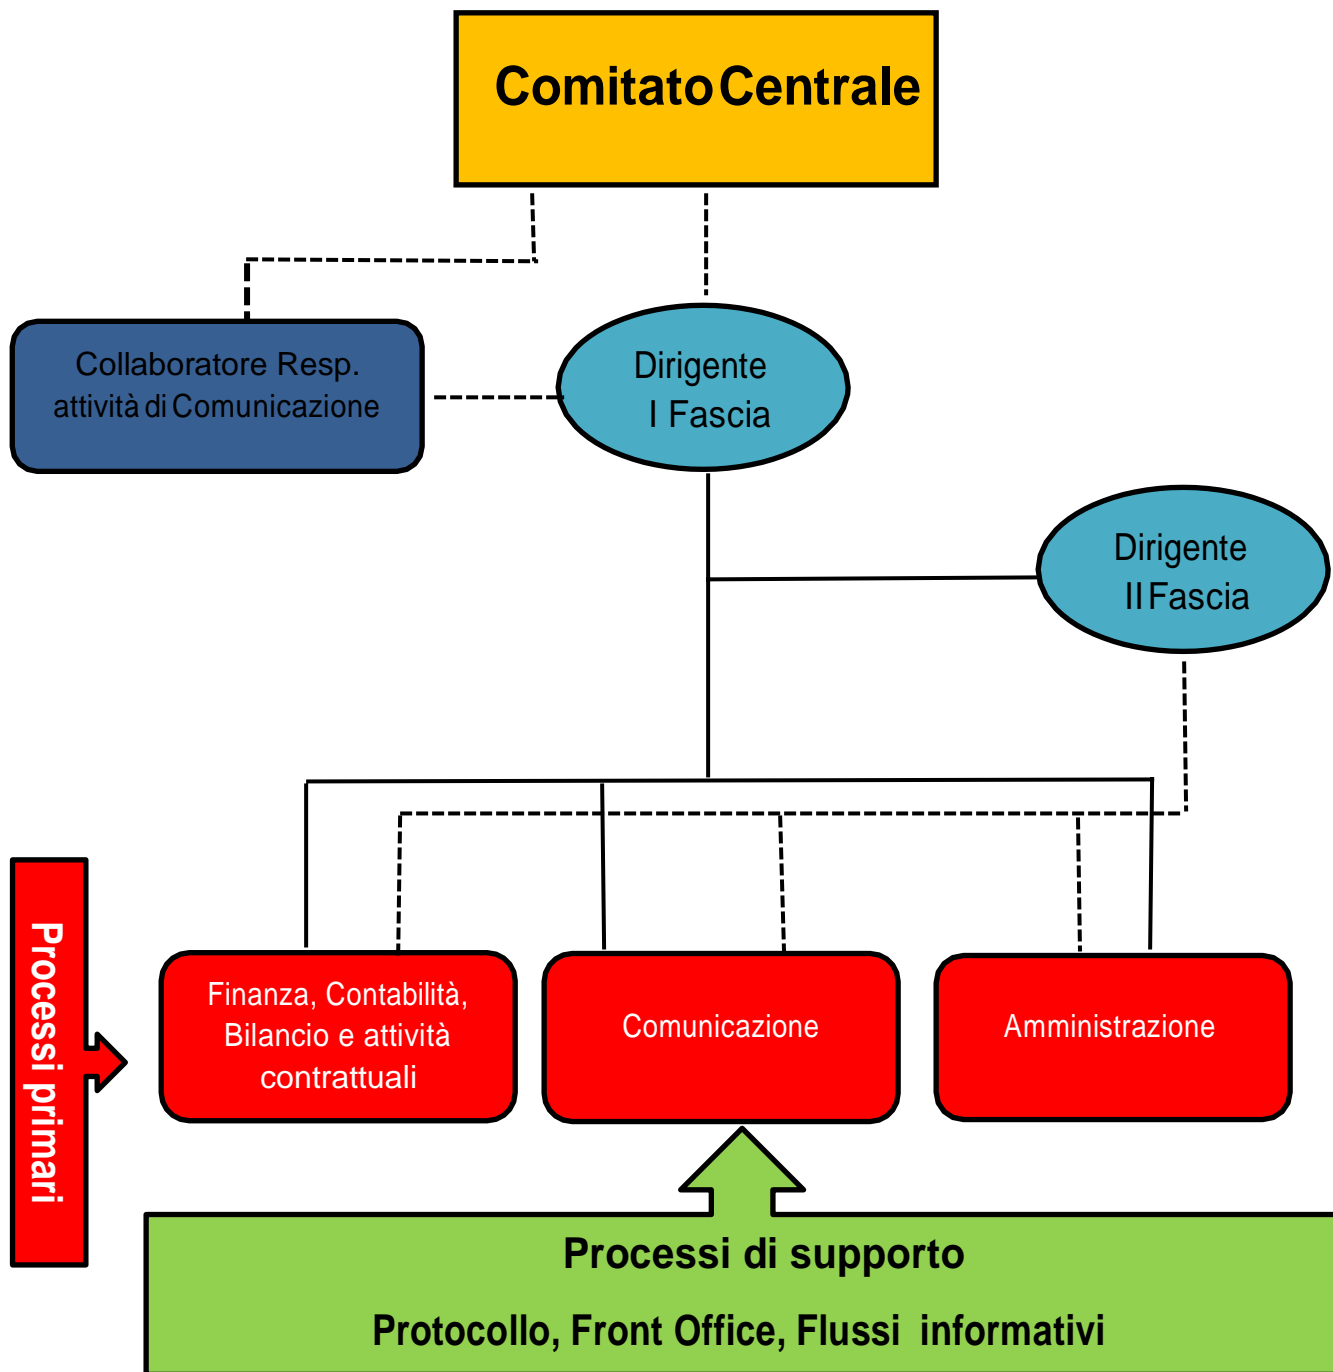 Comitato Centrale
Collaboratore Resp.
attività di Comunicazione
Dirigente
I Fascia
Dirigente
II Fascia
Processi primari
Finanza, Contabilità,
Bilancio e attività
contrattuali
Comunicazione
Amministrazione
Processi di supporto
Protocollo, Front Office, Flussi informativi